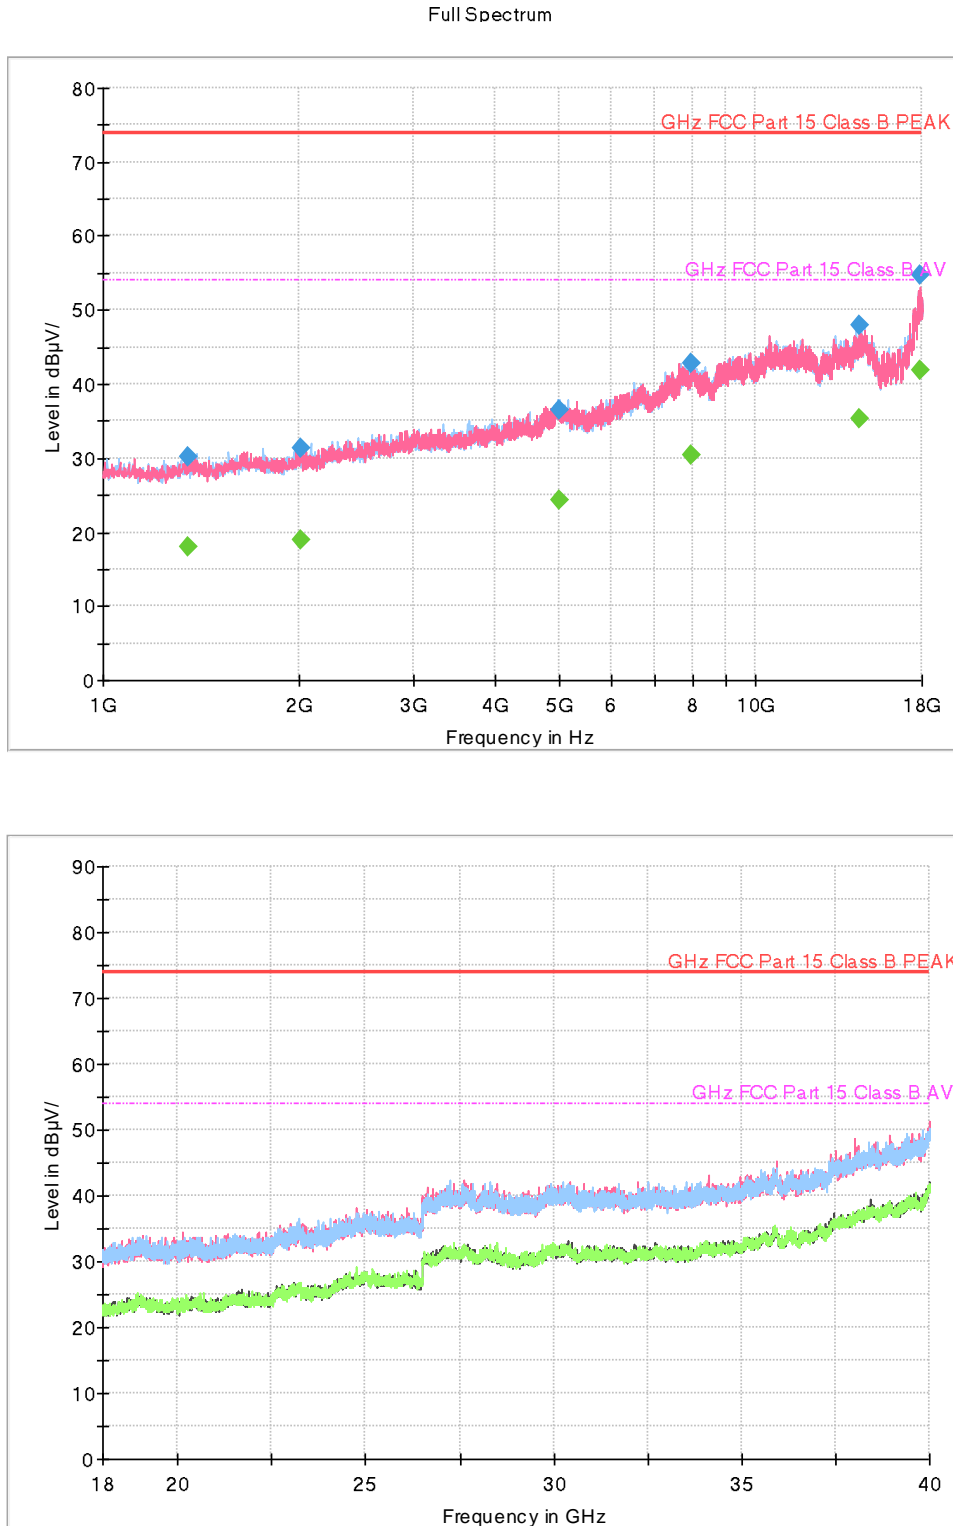 Full Spectrum
80
GHz FCC Part 15 Class B PEAK
70
60
GHz FCC Part 15 Class B AV
50
Level in dBµV/
40
30
20
10
0
1G 2G 3G 4G 5G 6 8 10G 18G
Frequency in Hz
90
80
GHz FCC Part 15 Class B PEAK
70
60
GHz FCC Part 15 Class B AV
50
Level in dBµV/
40
30
20
10
0
18 20 25 30 35 40
Frequency in GHz